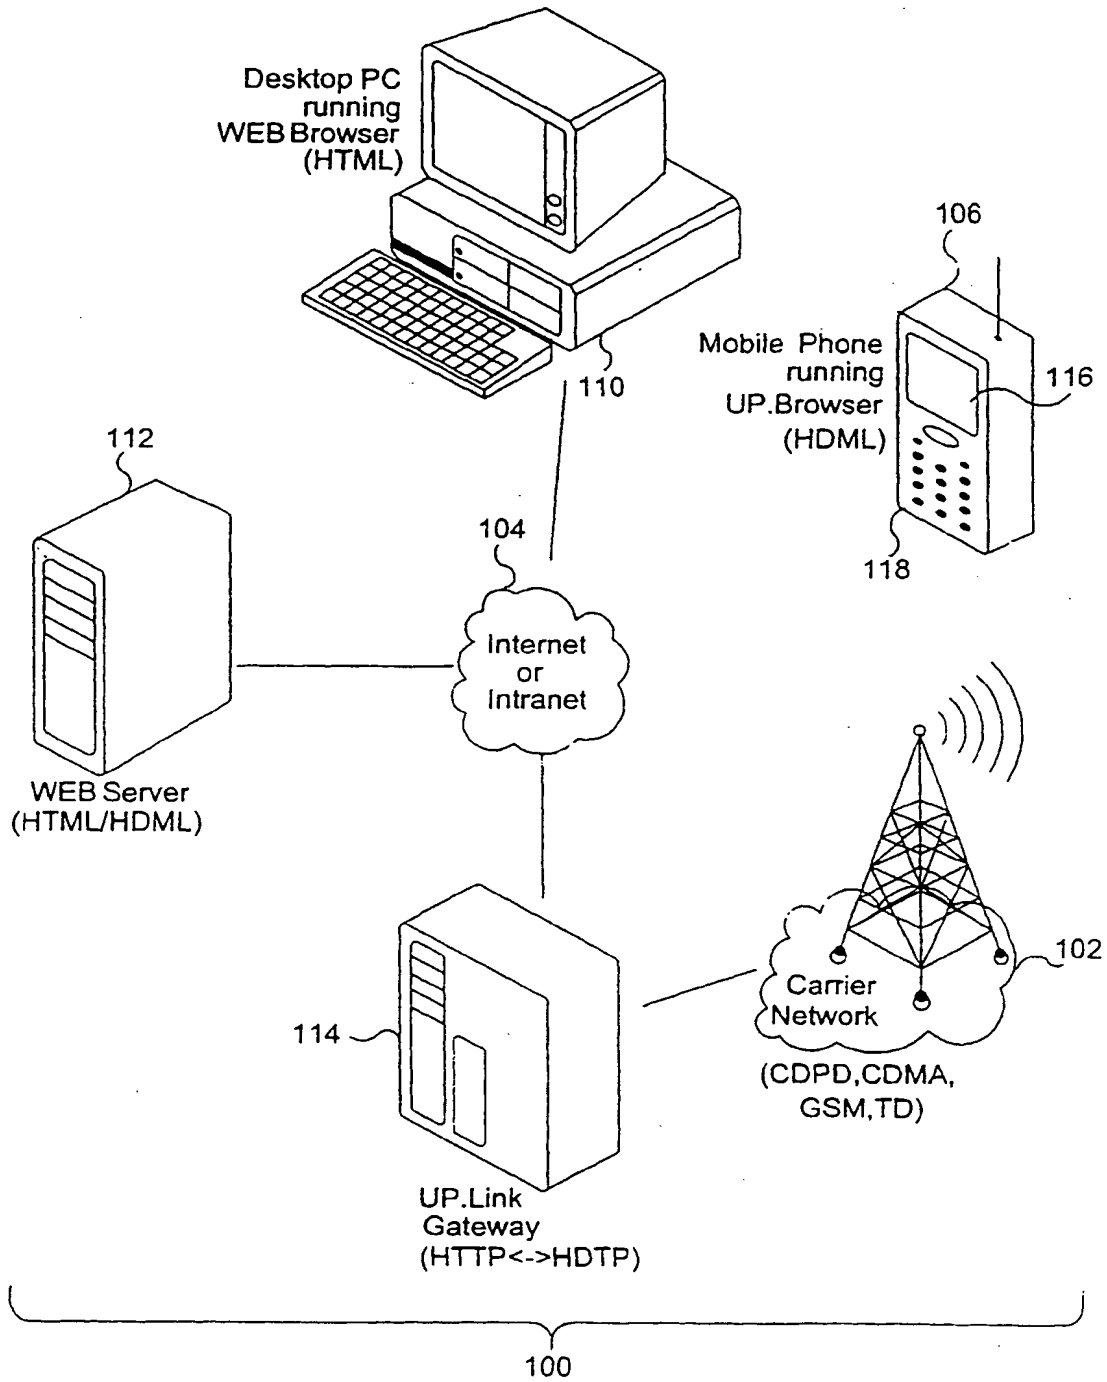 Desktop PC
running
WEB Browser
(HTML)
110
106
Mobile Phone
running
UP.Browser
(HDML)
116
118
112
WEB Server
(HTML/HDML)
104
Internet
or
Intranet
114
UP.Link
Gateway
(HTTP<->HDTP)
102
Carrier
Network
(CDPD,CDMA,
GSM,TD)
100